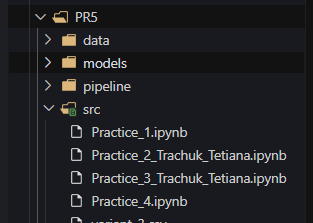 PR5
data
models
pipeline
src
Practice_1.ipynb
Practice_2_Trachuk_Tetiana.ipynb
Practice_3_Trachuk_Tetiana.ipynb
Practice_4.ipynb